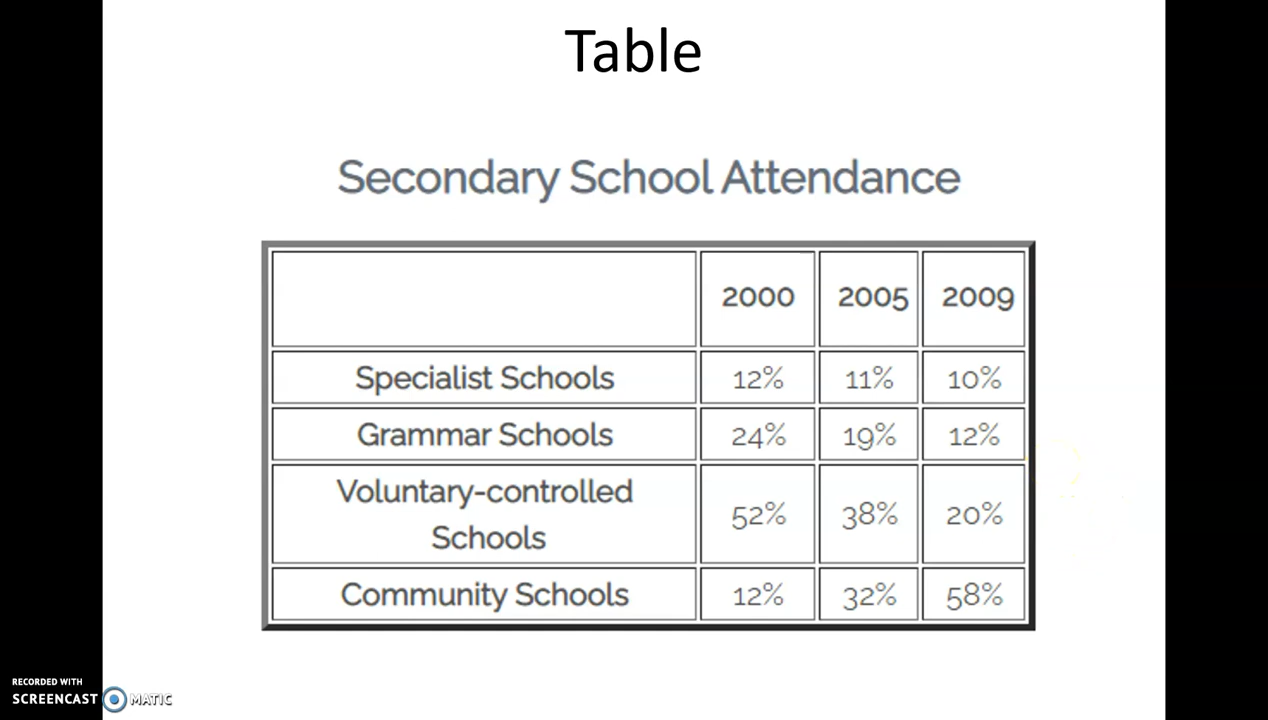 Table
Secondary School Attendance
2000 2005 2009
Specialist Schools 12% 11% 10%
Grammar Schools 24% 19% 12%
Voluntary-controlled
Schools 52% 38% 20%
Community Schools 12% 32% 58%
RECORDED WITH
SCREENCAST MATIC